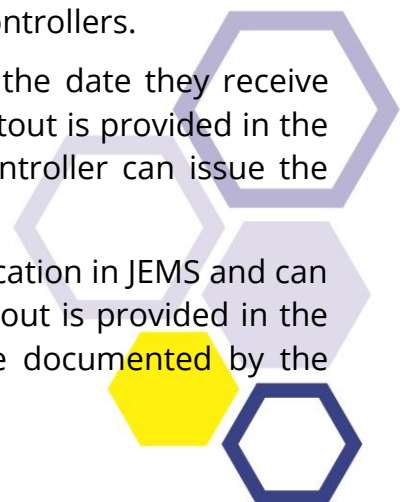 ontrollers.
the date they receive
tout is provided in the
ontroller can issue the
cation in JEMS and can
out is provided in the
e documented by the